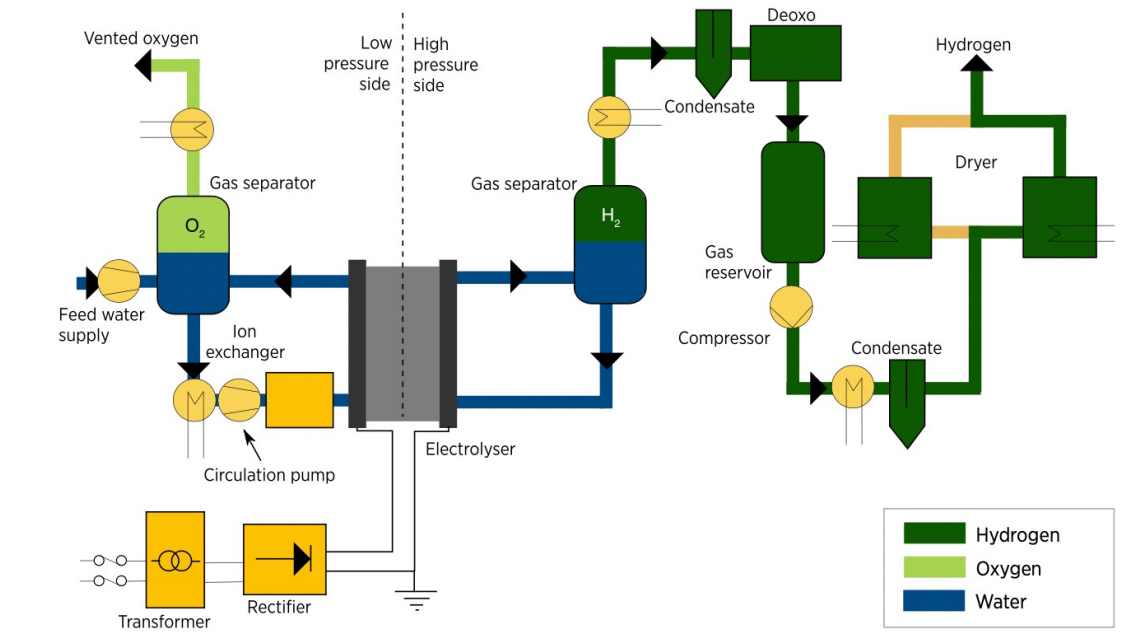 Vented oxygen
Low
pressure
side
High
pressure
side
Deoxo
Hydrogen
Condensate
Dryer
Gas separator
Gas separator
O₂
H₂
Gas
reservoir
Feed water
supply
Ion
exchanger
Compressor
Condensate
Electrolyser
Circulation pump
Transformer
Rectifier
Hydrogen
Oxygen
Water